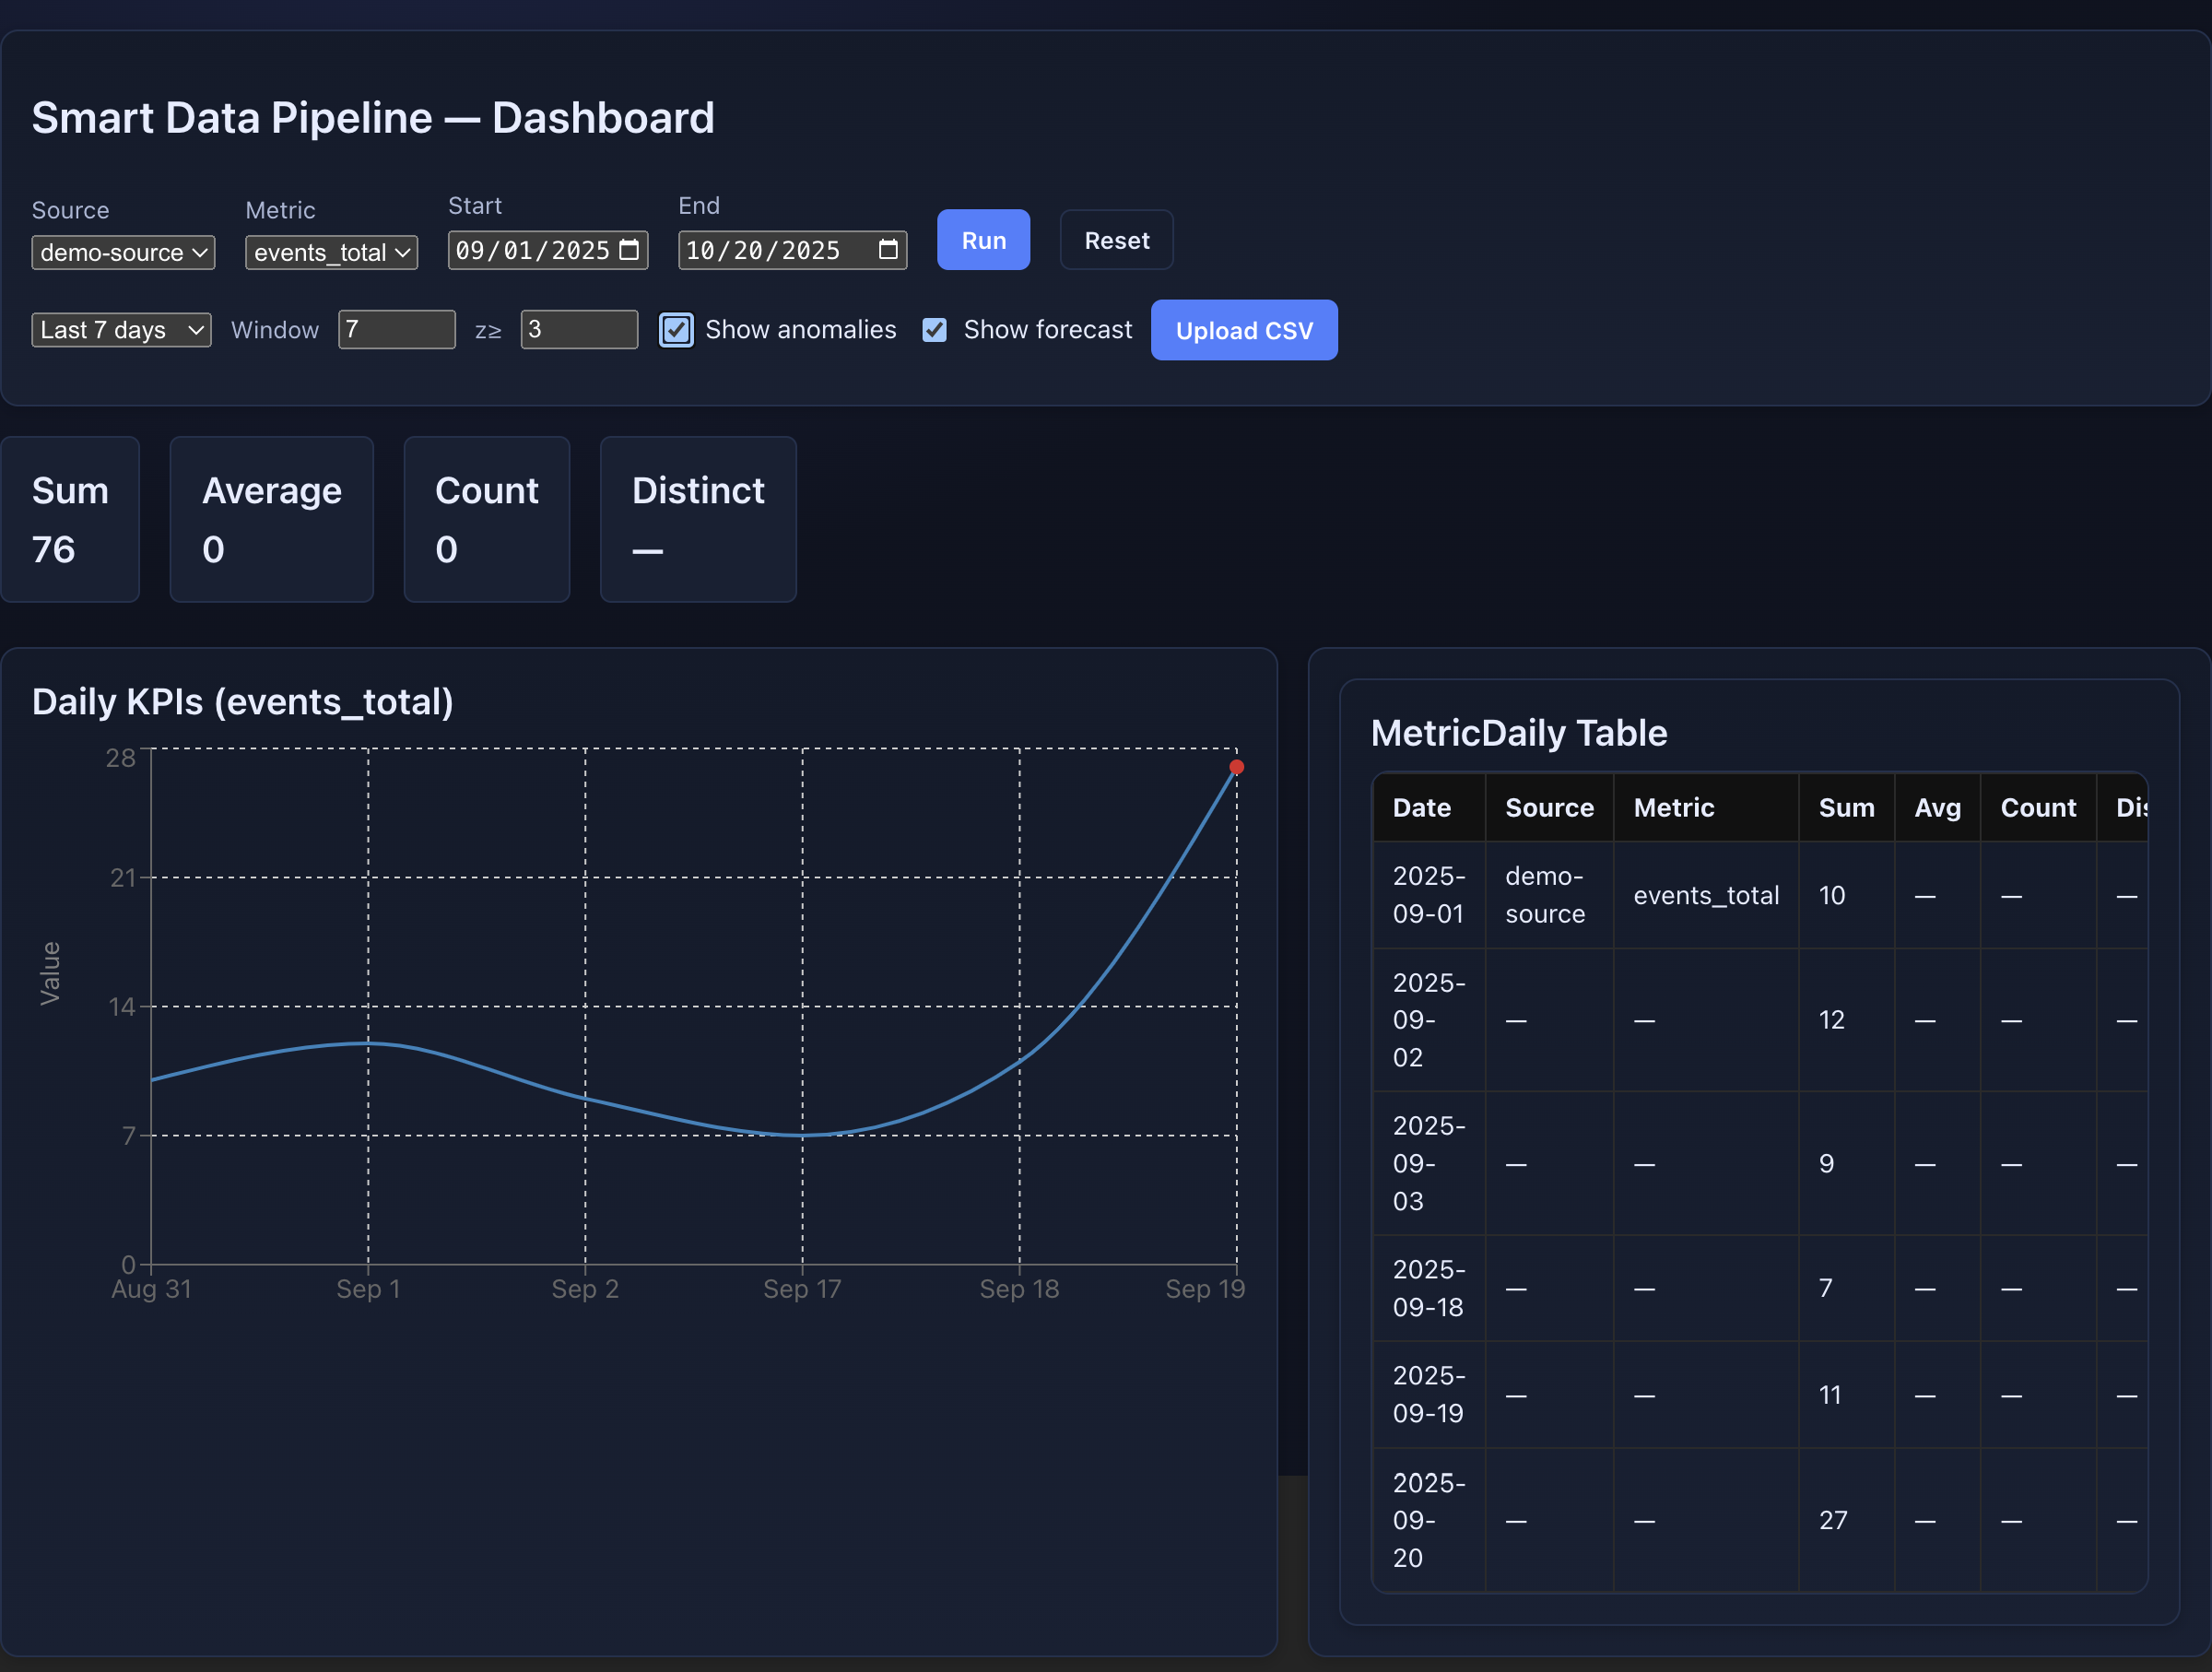 Smart Data Pipeline — Dashboard
Source Metric Start End
demo-source events_total 09/01/2025 10/20/2025 Run Reset
Last 7 days Window 7 z≥ 3 Show anomalies Show forecast Upload CSV
Sum Average Count Distinct
76 0 0 —
Daily KPIs (events_total)
28
21
14
7
0
Value
Aug 31 Sep 1 Sep 2 Sep 17 Sep 18 Sep 19
MetricDaily Table
Date Source Metric Sum Avg Count Dis
2025-
09-01 demo-
source events_total 10 — — —
2025-
09-
02 — — 12 — — —
2025-
09-
03 — — 9 — — —
2025-
09-18 — — 7 — — —
2025-
09-19 — — 11 — — —
2025-
09-
20 — — 27 — — —